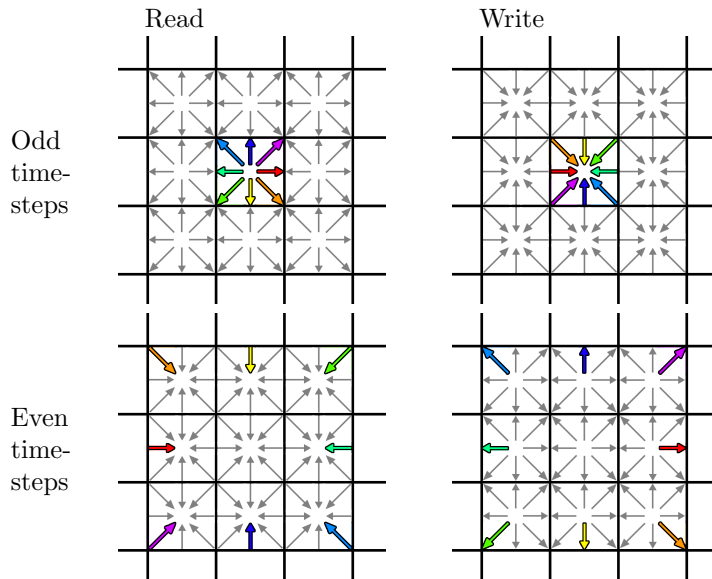 Read
Write
Odd
time-
steps
Even
time-
steps